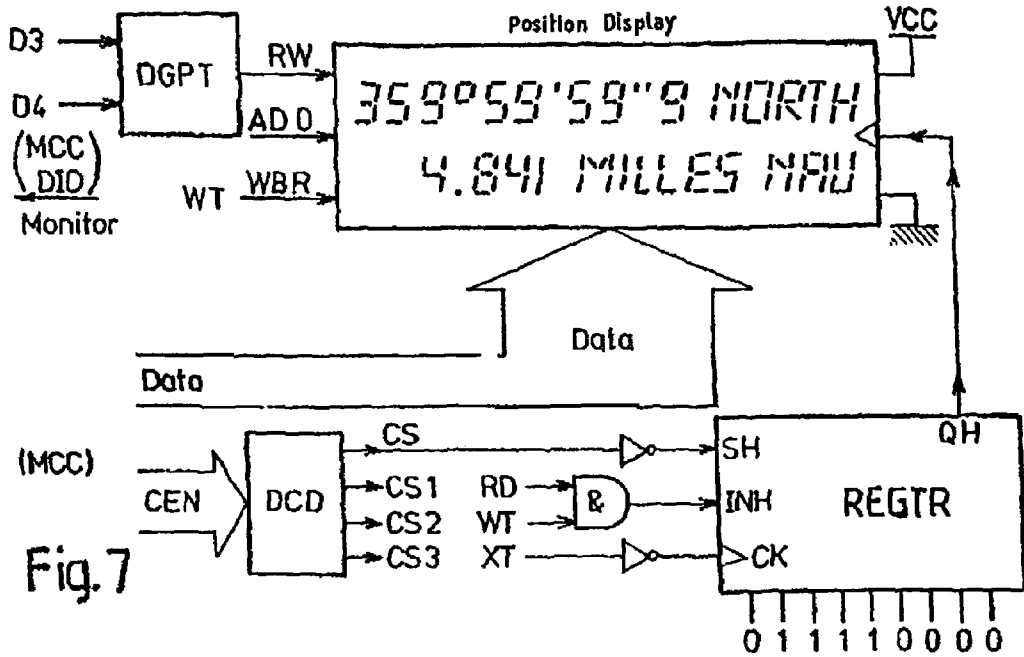 Position Display
VCC
D3
DGPT
RW
359°59'59"9 NORTH
D4
AD0
4.841 MILLES NAU
(MCC
DID)
WT
WBR
Monitor
Data
Data
(MCC)
CEN
DCD
CS
CS1
CS2
CS3
RD
WT
XT
&
SH
INH
CK
QH
REGTR
0 1 1 1 1 0 0 0 0
Fig. 7